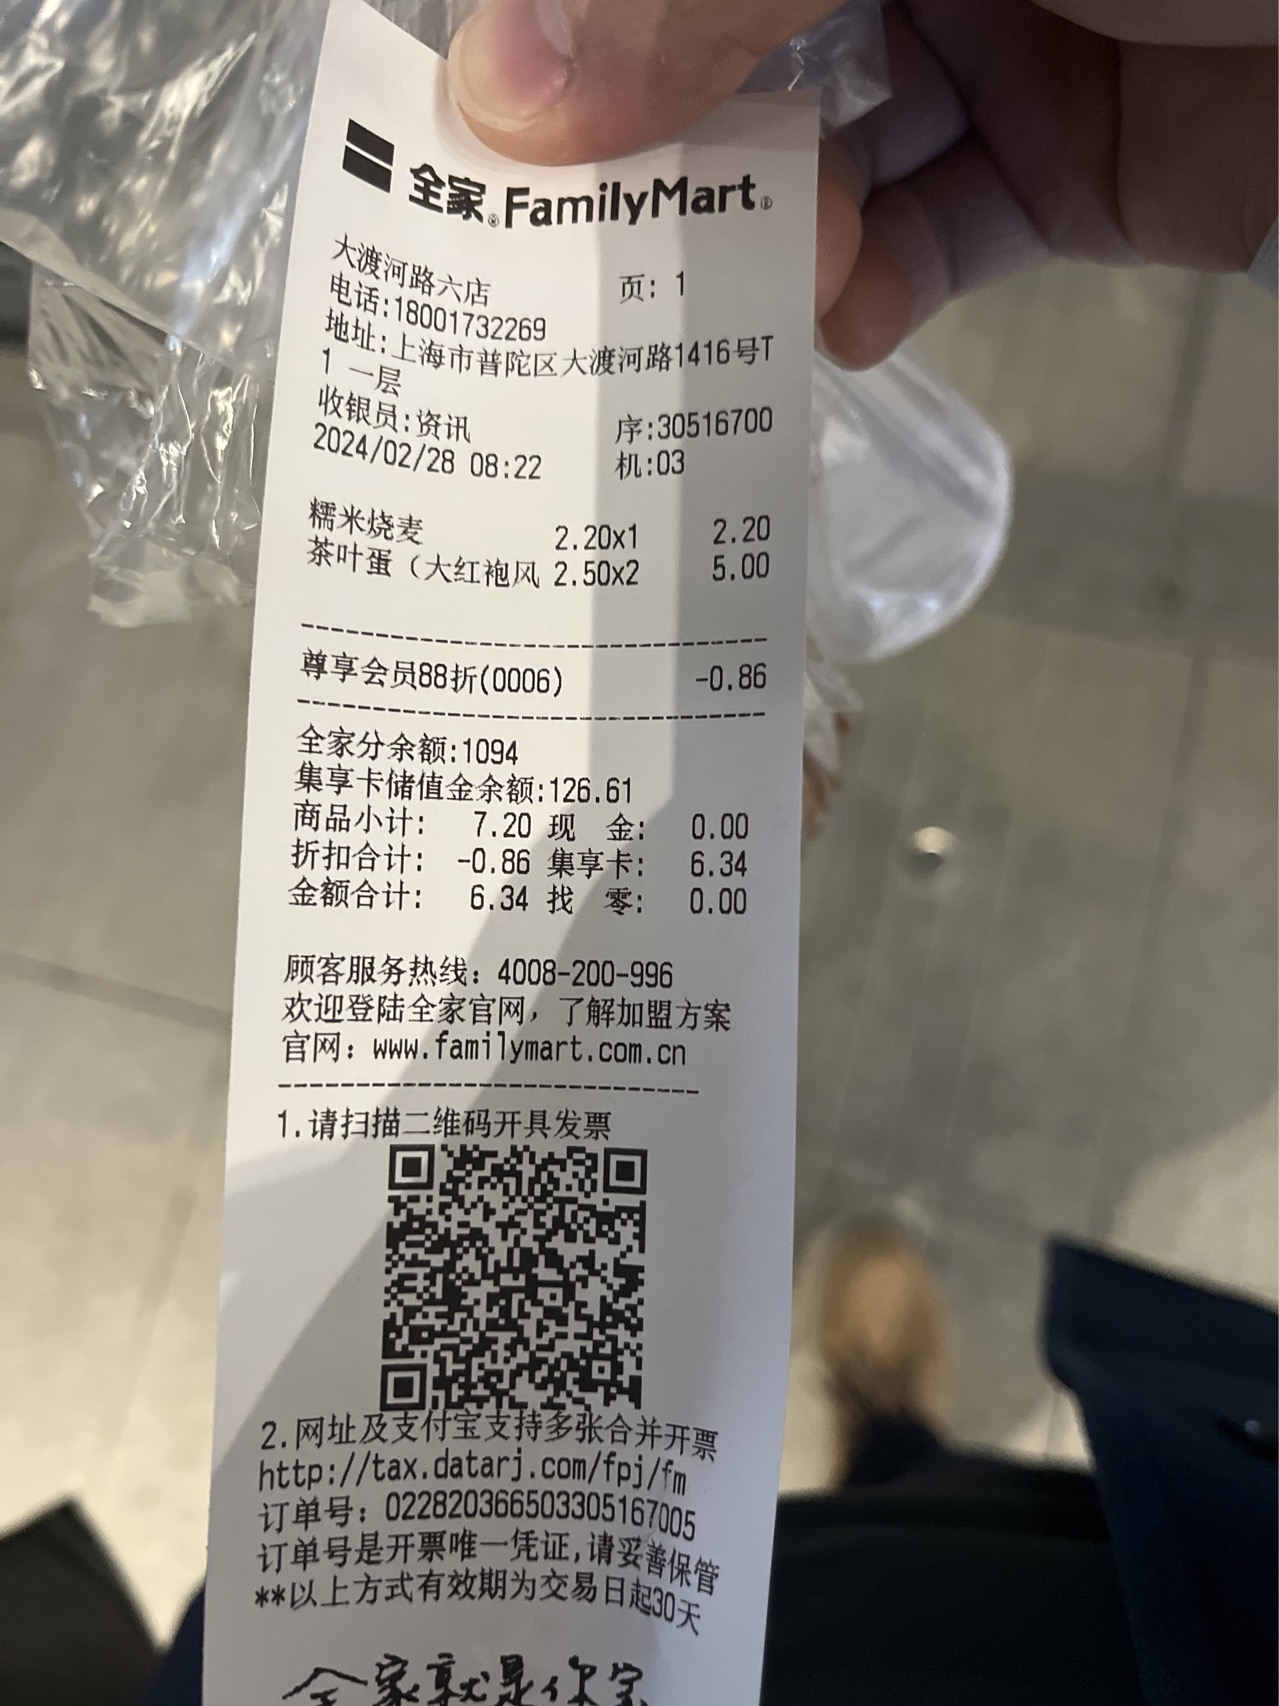 全家® FamilyMart®
大渡河路六店 页: 1
电话:18001732269
地址:上海市普陀区大渡河路1416号T
1 一层
收银员:资讯 序:30516700
2024/02/28 08:22 机:03
糯米烧麦 2.20x1 2.20
茶叶蛋（大红袍风 2.50x2 5.00
尊享会员88折(0006) -0.86
全家分余额:1094
集享卡储值金余额:126.61
商品小计: 7.20 现 金: 0.00
折扣合计: -0.86 集享卡: 6.34
金额合计: 6.34 找 零: 0.00
顾客服务热线：4008-200-996
欢迎登陆全家官网，了解加盟方案
官网：www.familymart.com.cn
1.请扫描二维码开具发票
2.网址及支付宝支持多张合并开票
http://tax.datarj.com/fpj/fm
订单号：0228203665033051​67005
订单号是开票唯一凭证,请妥善保管
**以上方式有效期为交易日起30天
全家就是你家